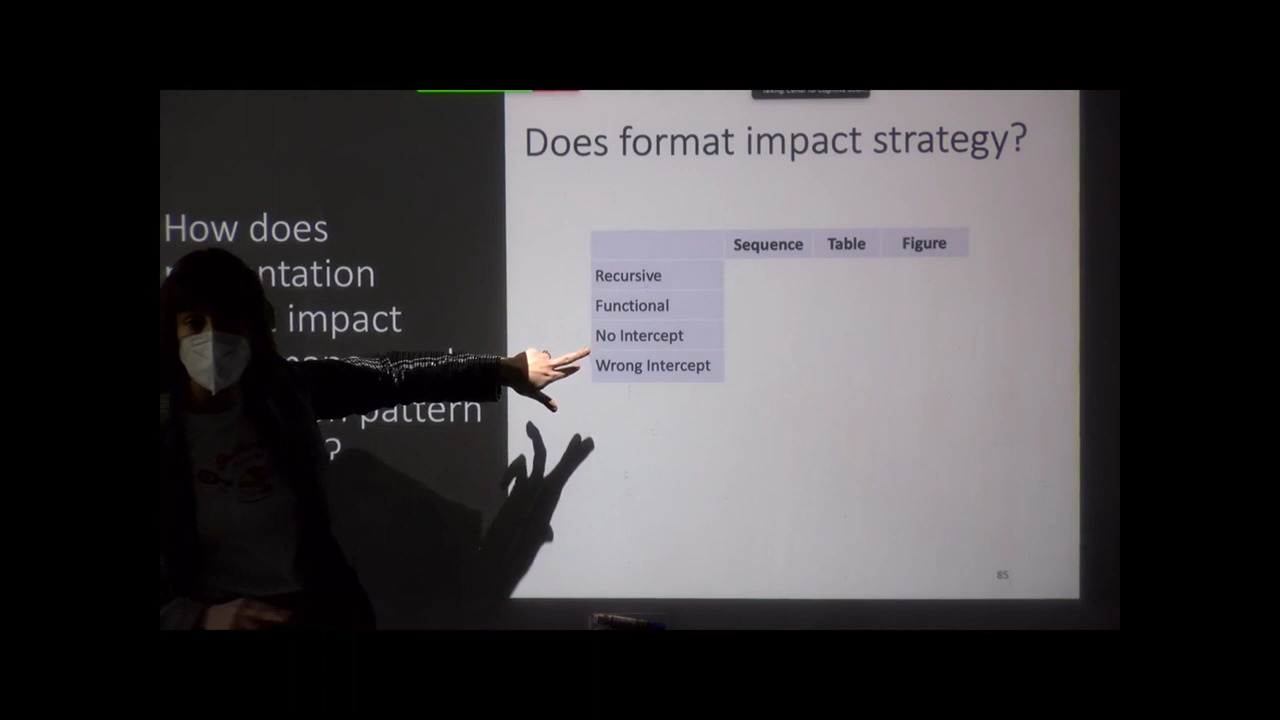 How does
impact
pattern
?
Does format impact strategy?
Sequence Table Figure
Recursive
Functional
No Intercept
Wrong Intercept
85